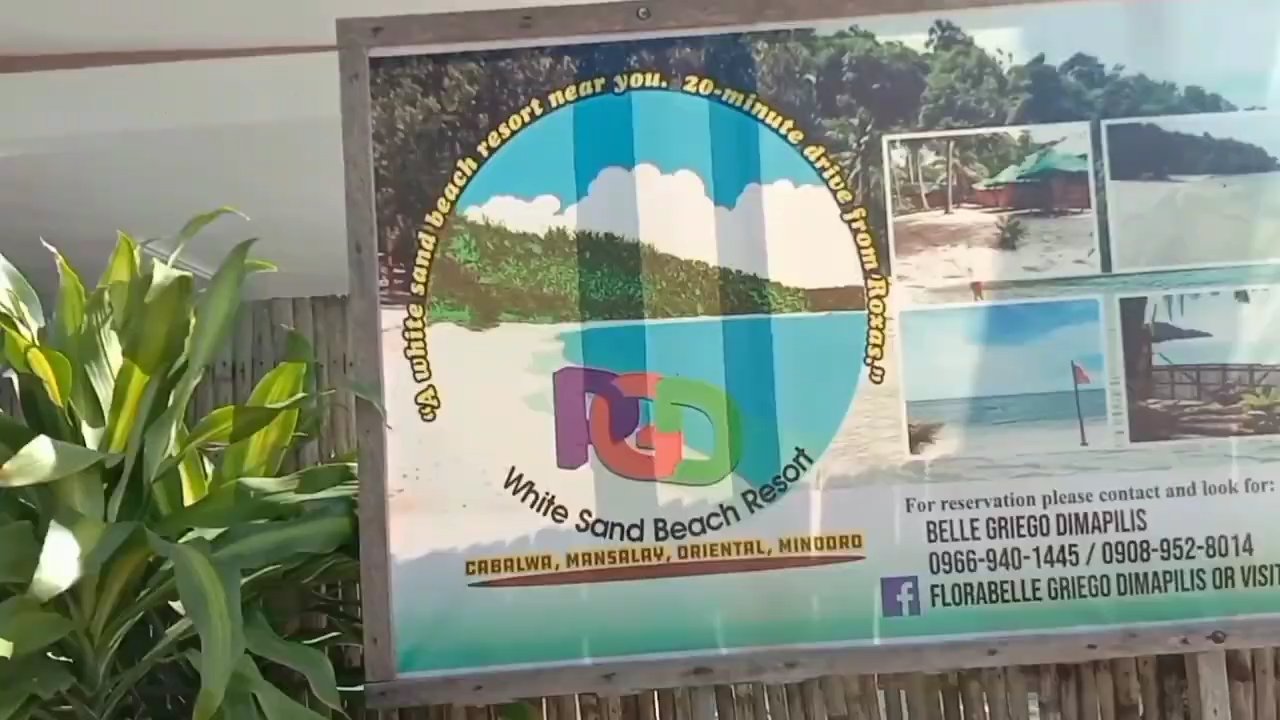 "A white sand beach resort near you. 20-minute drive from Roxas."
PGD
White Sand Beach Resort
CABALWA, MANSALAY, ORIENTAL, MINDORO
For reservation please contact and look for:
BELLE GRIEGO DIMAPILIS
0966-940-1445 / 0908-952-8014
f FLORABELLE GRIEGO DIMAPILIS OR VISIT